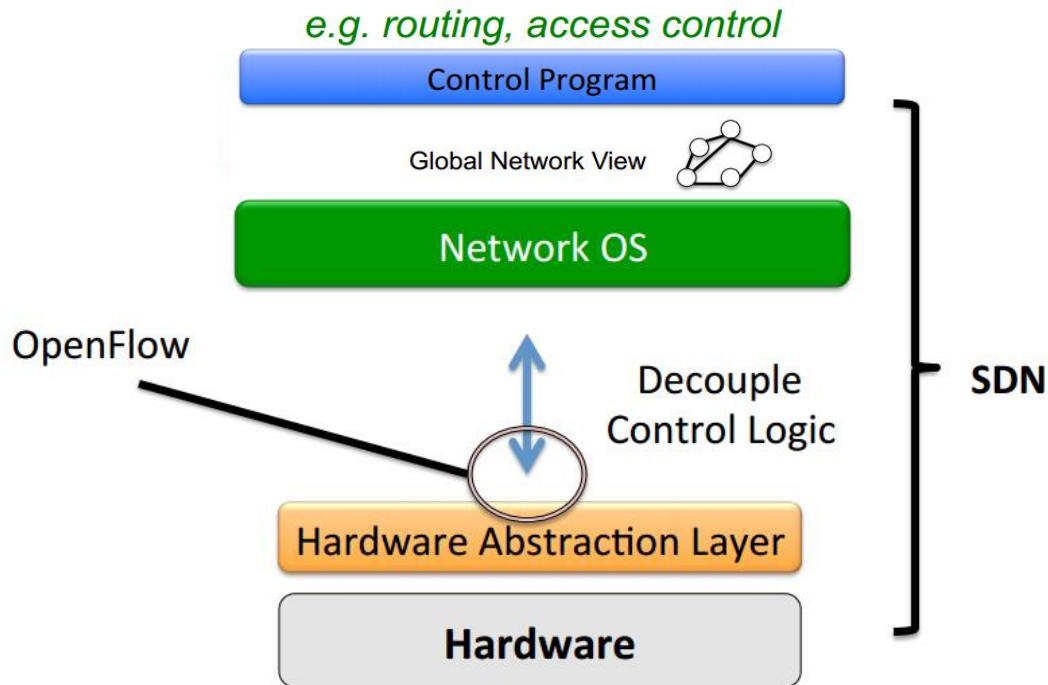 e.g. routing, access control
Control Program
Global Network View
Network OS
OpenFlow
Decouple
Control Logic
SDN
Hardware Abstraction Layer
Hardware